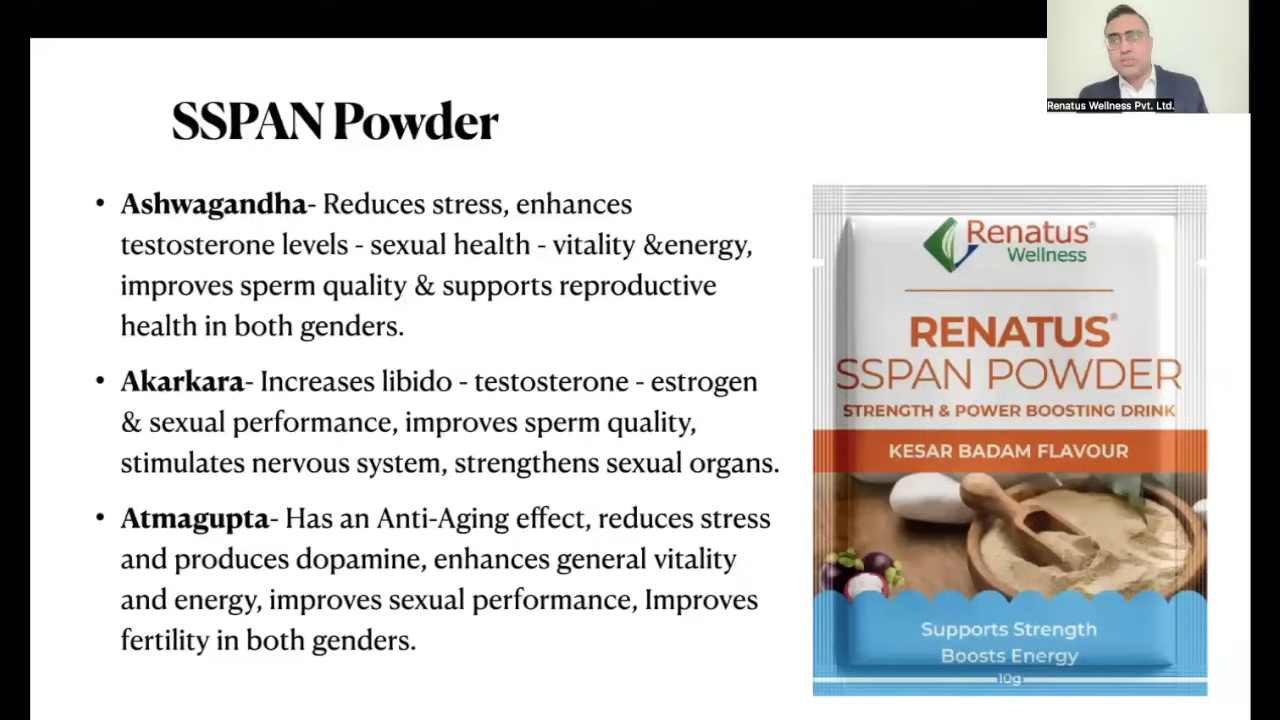 Renatus Wellness Pvt. Ltd.
SSPAN Powder
• Ashwagandha- Reduces stress, enhances
testosterone levels - sexual health - vitality &energy,
improves sperm quality & supports reproductive
health in both genders.
• Akarkara- Increases libido - testosterone - estrogen
& sexual performance, improves sperm quality,
stimulates nervous system, strengthens sexual organs.
• Atmagupta- Has an Anti-Aging effect, reduces stress
and produces dopamine, enhances general vitality
and energy, improves sexual performance, Improves
fertility in both genders.
Renatus®
Wellness
RENATUS®
SSPAN POWDER
STRENGTH & POWER BOOSTING DRINK
KESAR BADAM FLAVOUR
Supports Strength
Boosts Energy
10g